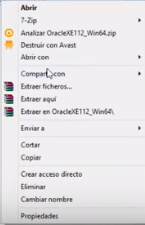 Abrir
7-Zip
Analizar OracleXE112_Win64.zip
Destruir con Avast
Abrir con
Compartir con
Extraer ficheros...
Extraer aquí
Extraer en OracleXE112_Win64\
Enviar a
Cortar
Copiar
Crear acceso directo
Eliminar
Cambiar nombre
Propiedades